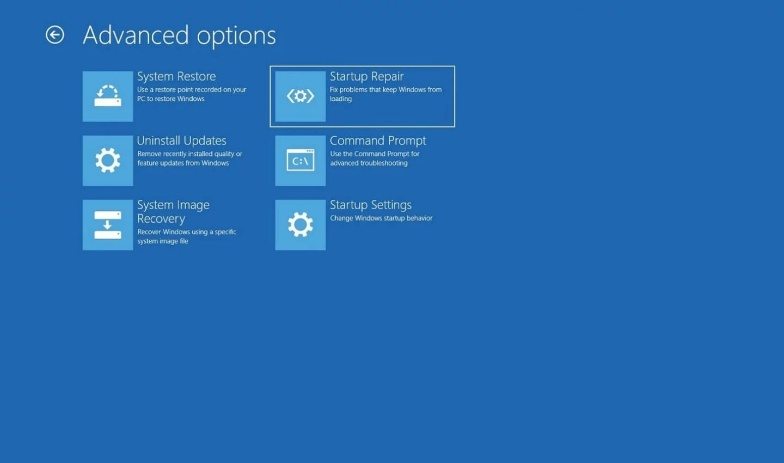 Advanced options
System Restore
Use a restore point recorded on your
PC to restore Windows
Startup Repair
Fix problems that keep Windows from
loading
Uninstall Updates
Remove recently installed quality or
feature updates from Windows
Command Prompt
Use the Command Prompt for
advanced troubleshooting
C:\
System Image
Recovery
Recover Windows using a specific
system image file
Startup Settings
Change Windows startup behavior